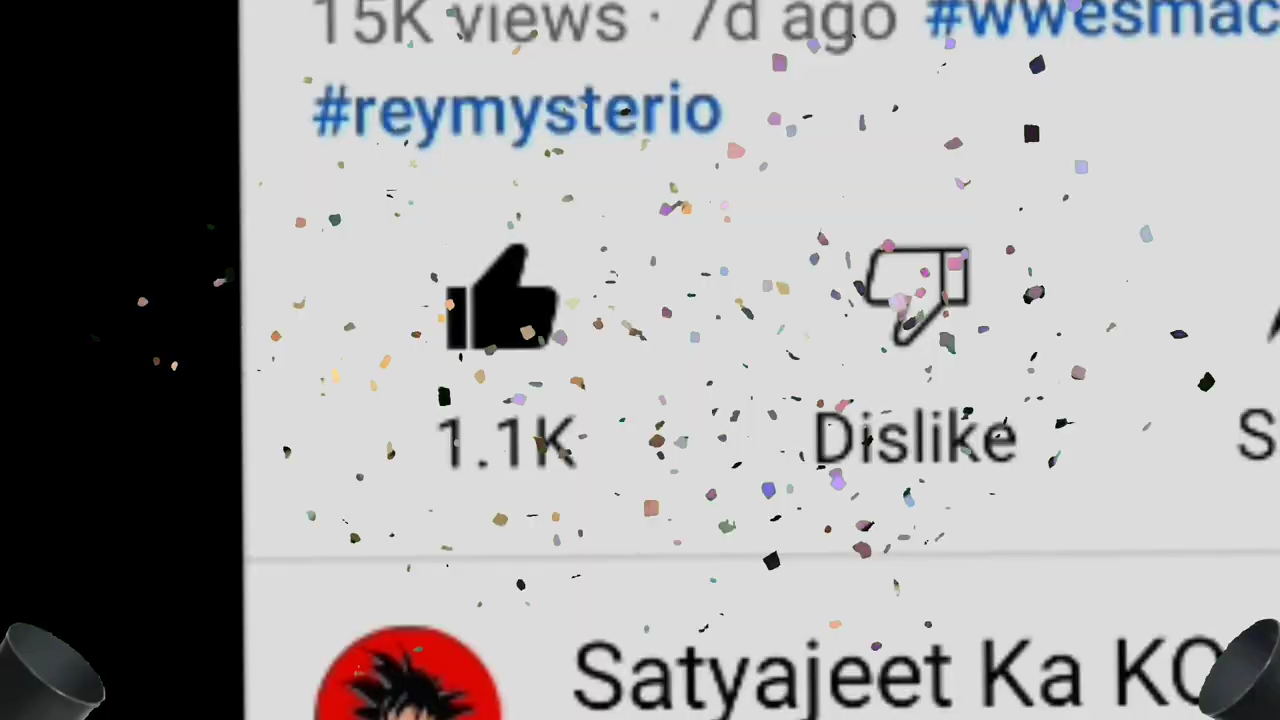 15K views · 7d ago #wwesmac
#reymysterio
1.1K Dislike S
Satyajeet Ka KO